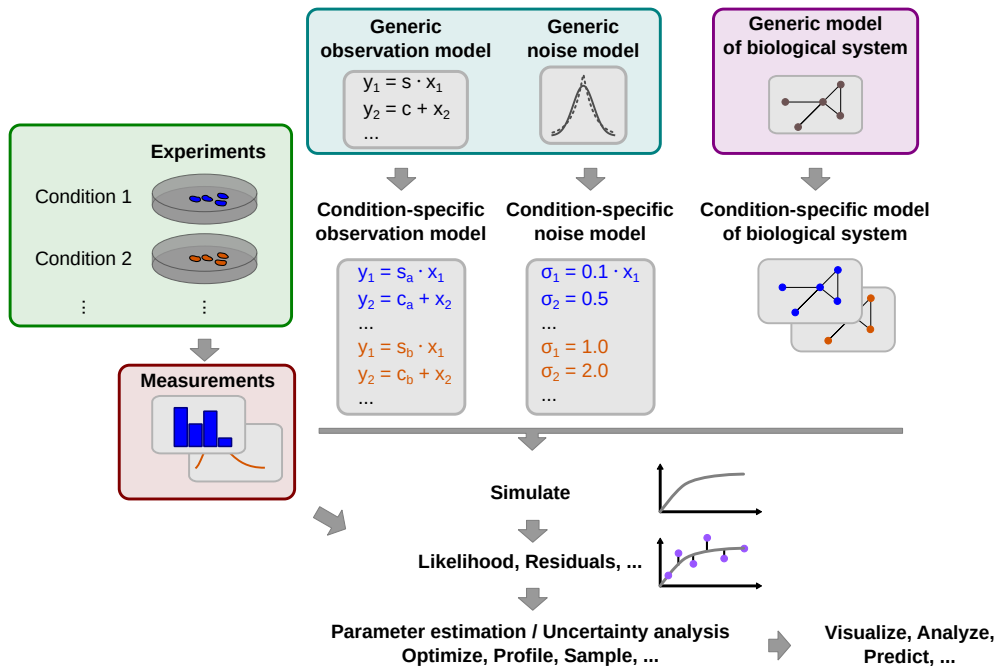 Generic
observation model
y₁ = s · x₁
y₂ = c + x₂
...
Generic
noise model
Generic model
of biological system
Experiments
Condition 1
Condition 2
⋮ ⋮
Condition-specific
observation model
y₁ = sₐ · x₁
y₂ = cₐ + x₂
...
y₁ = s_b · x₁
y₂ = c_b + x₂
...
Condition-specific
noise model
σ₁ = 0.1 · x₁
σ₂ = 0.5
...
σ₁ = 1.0
σ₂ = 2.0
...
Condition-specific model
of biological system
Measurements
Simulate
Likelihood, Residuals, ...
Parameter estimation / Uncertainty analysis
Optimize, Profile, Sample, ...
Visualize, Analyze,
Predict, ...